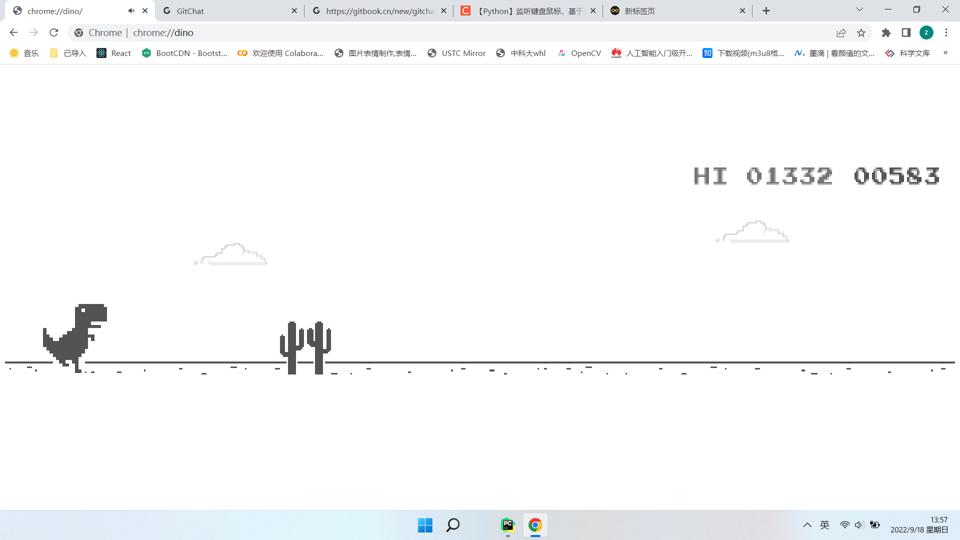 chrome://dino/
GitChat
https://gitbook.cn/new/gitcha
【Python】监听键盘鼠标，基于
新标签页
Chrome | chrome://dino
z
音乐
已导入
React
BootCDN - Bootst...
欢迎使用 Colabora...
图片表情制作,表情...
USTC Mirror
中科大whl
OpenCV
人工智能入门极开...
知 下载视频(m3u8格...
墨滴 | 看颜值的文...
科学文库
»
HI 01332 00583
PC
英
13:57
2022/9/18 星期日